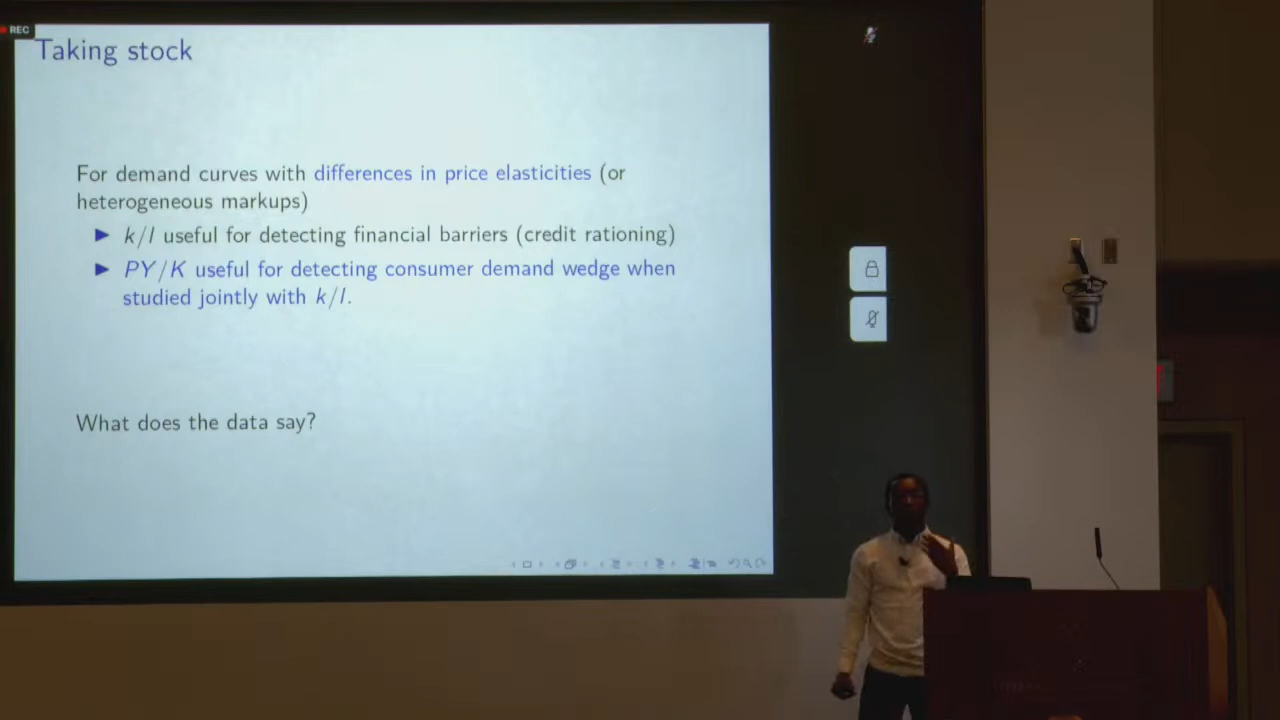 REC
Taking stock
For demand curves with differences in price elasticities (or
heterogeneous markups)
k/l useful for detecting financial barriers (credit rationing)
PY/K useful for detecting consumer demand wedge when
studied jointly with k/l.
What does the data say?